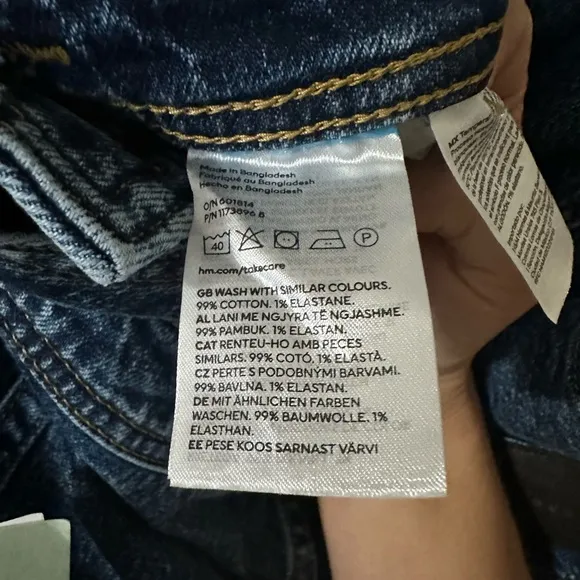 Made in Bangladesh
Fabriqué au Bangladesh
Hecho en Bangladesh
O/N 601814
P/N 1173896 8
40
P
hm.com/takecare
GB WASH WITH SIMILAR COLOURS.
99% COTTON. 1% ELASTANE.
AL LANI ME NGJYRA TË NGJASHME.
99% PAMBUK. 1% ELASTAN.
CAT RENTEU-HO AMB PECES
SIMILARS. 99% COTÓ. 1% ELASTÀ.
CZ PERTE S PODOBNÝMI BARVAMI.
99% BAVLNA. 1% ELASTAN.
DE MIT ÄHNLICHEN FARBEN
WASCHEN. 99% BAUMWOLLE. 1%
ELASTHAN.
EE PESE KOOS SARNAST VÄRVI